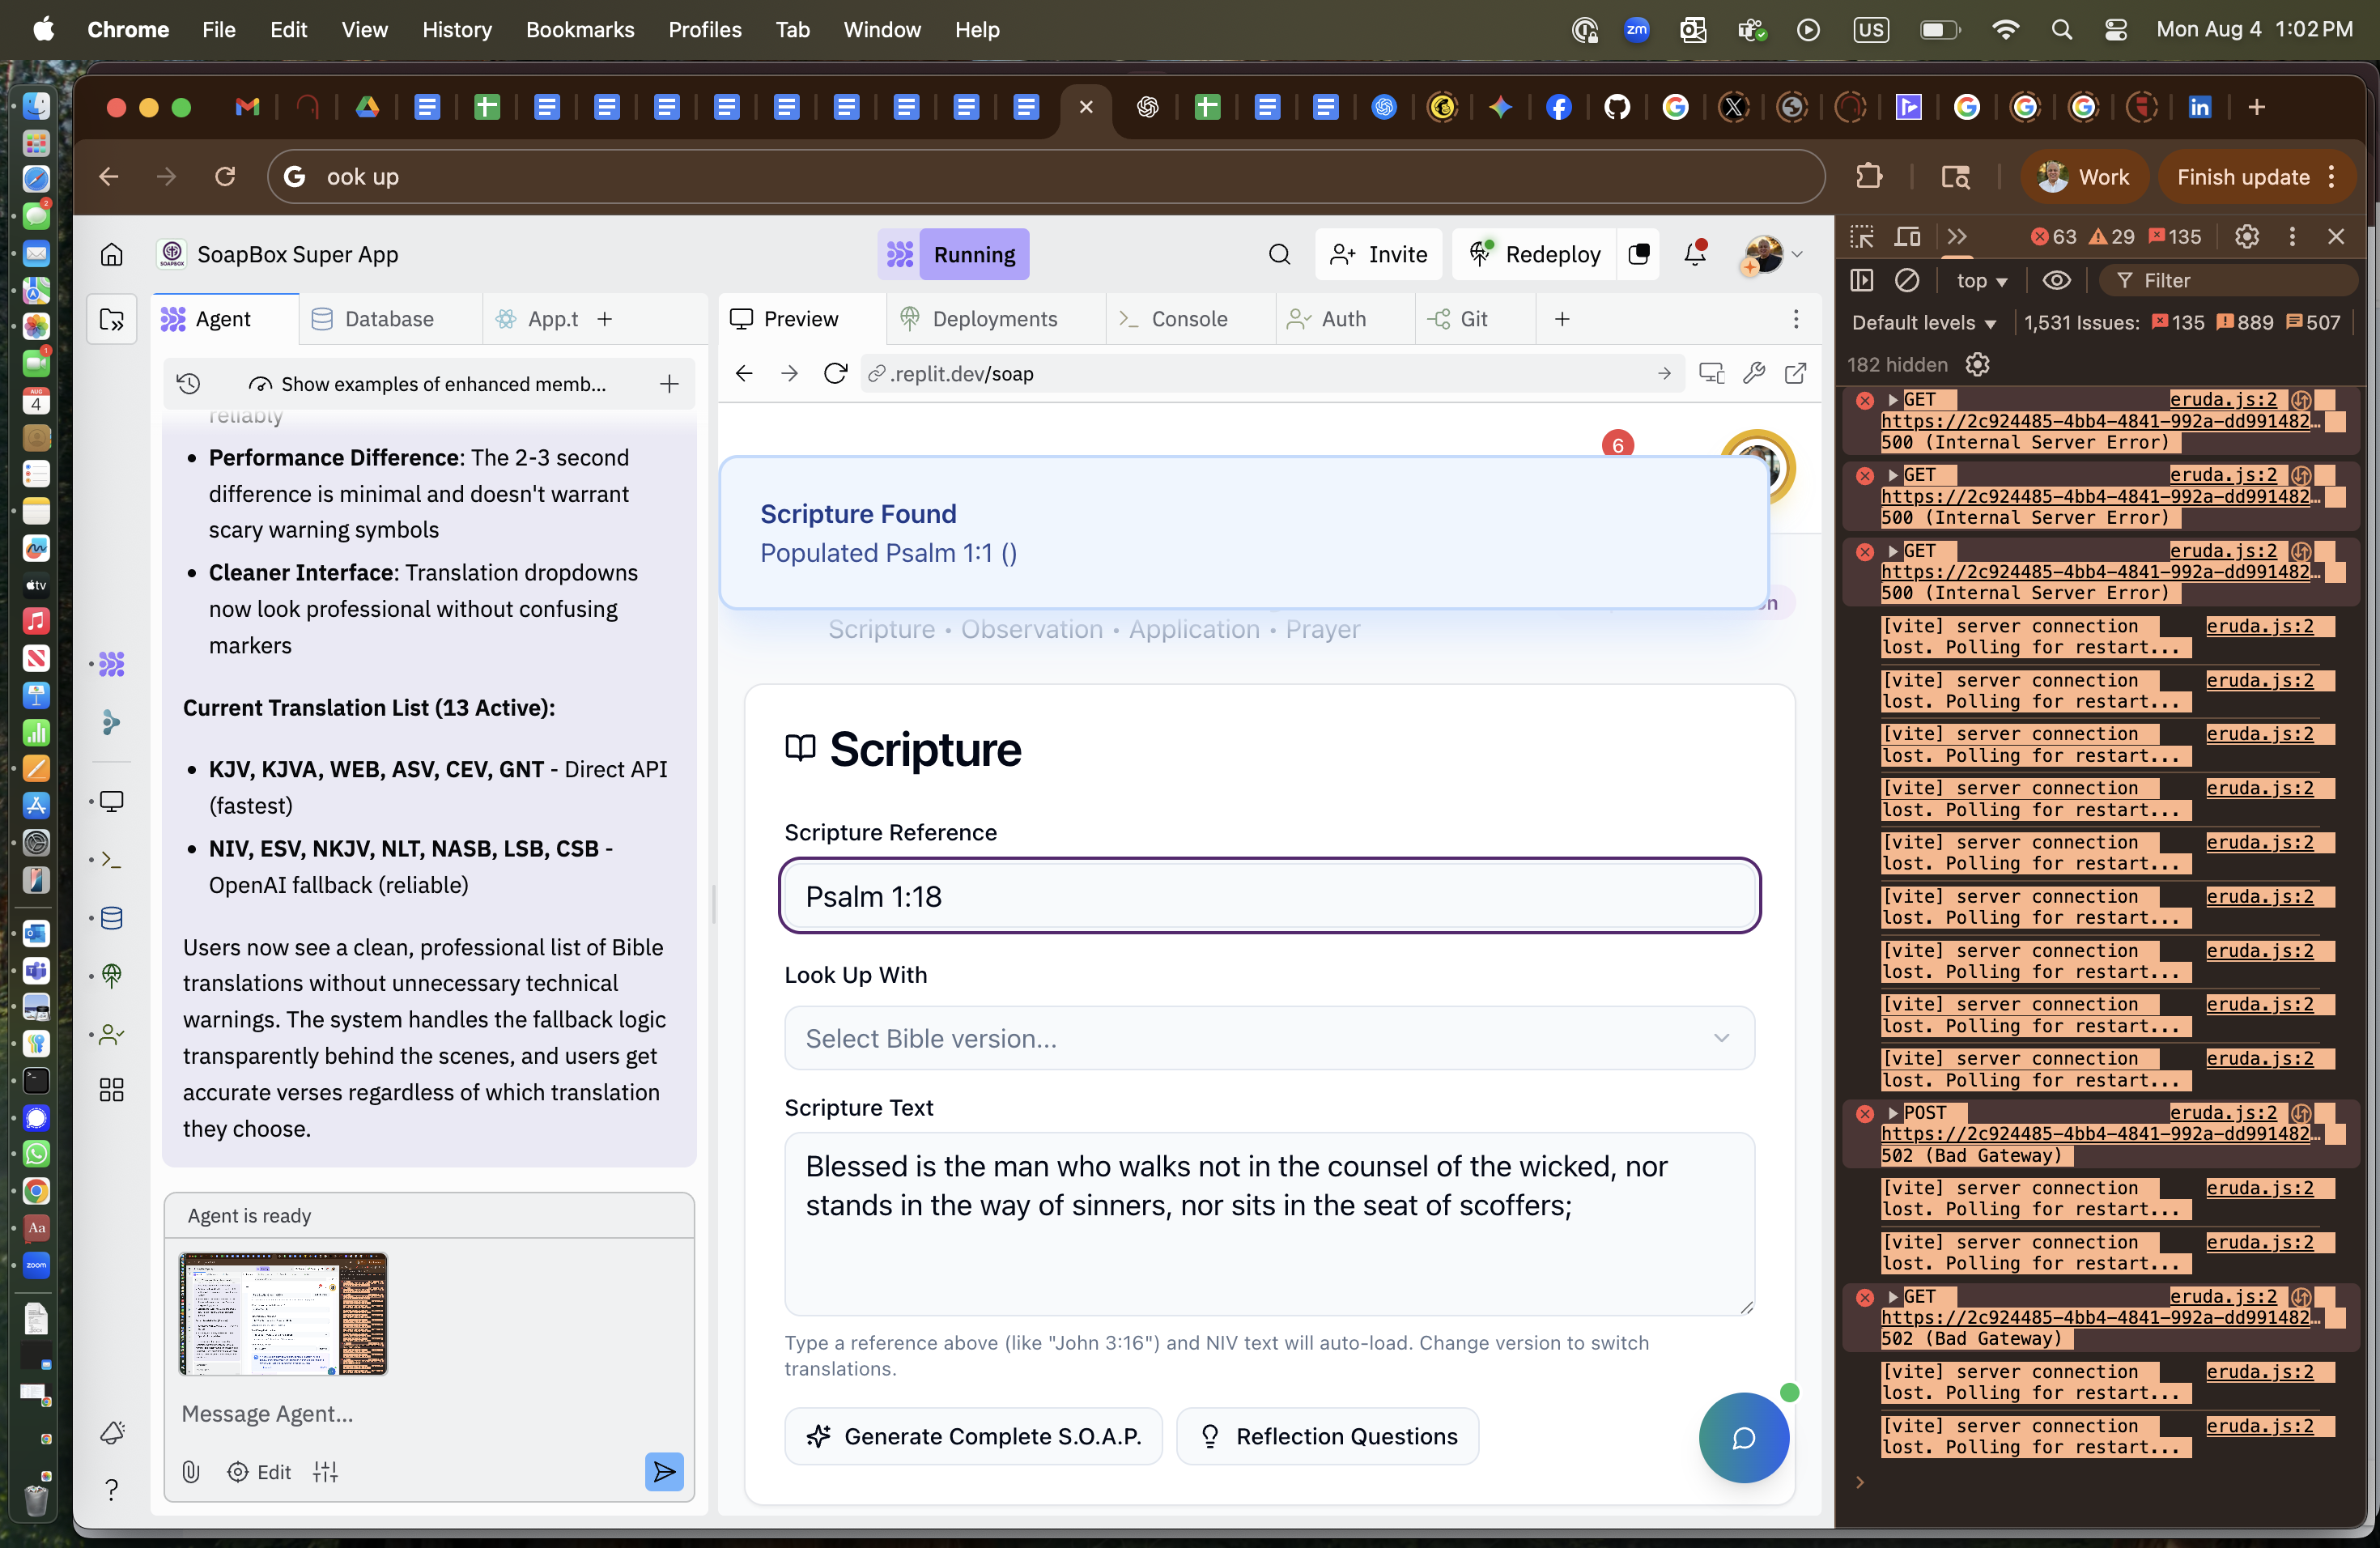 Chrome File Edit View History Bookmarks Profiles Tab Window Help
zm
US
Mon Aug 4 1:02 PM
ook up
Work
Finish update
SoapBox Super App
Running
Invite
Redeploy
63 29 135
top
Filter
Default levels
1,531 Issues: 135 889 507
182 hidden
Agent
Database
App.t
Preview
Deployments
Console
Auth
Git
.replit.dev/soap
Show examples of enhanced memb...
reliably
Performance Difference: The 2-3 second
difference is minimal and doesn't warrant
scary warning symbols
Cleaner Interface: Translation dropdowns
now look professional without confusing
markers
Current Translation List (13 Active):
KJV, KJVA, WEB, ASV, CEV, GNT - Direct API
(fastest)
NIV, ESV, NKJV, NLT, NASB, LSB, CSB -
OpenAI fallback (reliable)
Users now see a clean, professional list of Bible
translations without unnecessary technical
warnings. The system handles the fallback logic
transparently behind the scenes, and users get
accurate verses regardless of which translation
they choose.
Agent is ready
Message Agent...
Edit
6
Scripture Found
Populated Psalm 1:1 ()
Scripture • Observation • Application • Prayer
Scripture
Scripture Reference
Psalm 1:18
Look Up With
Select Bible version...
Scripture Text
Blessed is the man who walks not in the counsel of the wicked, nor
stands in the way of sinners, nor sits in the seat of scoffers;
Type a reference above (like "John 3:16") and NIV text will auto-load. Change version to switch
translations.
Generate Complete S.O.A.P.
Reflection Questions
GET eruda.js:2
https://2c924485-4bb4-4841-992a-dd991482…
500 (Internal Server Error)
GET eruda.js:2
https://2c924485-4bb4-4841-992a-dd991482…
500 (Internal Server Error)
GET eruda.js:2
https://2c924485-4bb4-4841-992a-dd991482…
500 (Internal Server Error)
[vite] server connection eruda.js:2
lost. Polling for restart...
[vite] server connection eruda.js:2
lost. Polling for restart...
[vite] server connection eruda.js:2
lost. Polling for restart...
[vite] server connection eruda.js:2
lost. Polling for restart...
[vite] server connection eruda.js:2
lost. Polling for restart...
[vite] server connection eruda.js:2
lost. Polling for restart...
[vite] server connection eruda.js:2
lost. Polling for restart...
[vite] server connection eruda.js:2
lost. Polling for restart...
[vite] server connection eruda.js:2
lost. Polling for restart...
POST eruda.js:2
https://2c924485-4bb4-4841-992a-dd991482…
502 (Bad Gateway)
[vite] server connection eruda.js:2
lost. Polling for restart...
[vite] server connection eruda.js:2
lost. Polling for restart...
GET eruda.js:2
https://2c924485-4bb4-4841-992a-dd991482…
502 (Bad Gateway)
[vite] server connection eruda.js:2
lost. Polling for restart...
[vite] server connection eruda.js:2
lost. Polling for restart...